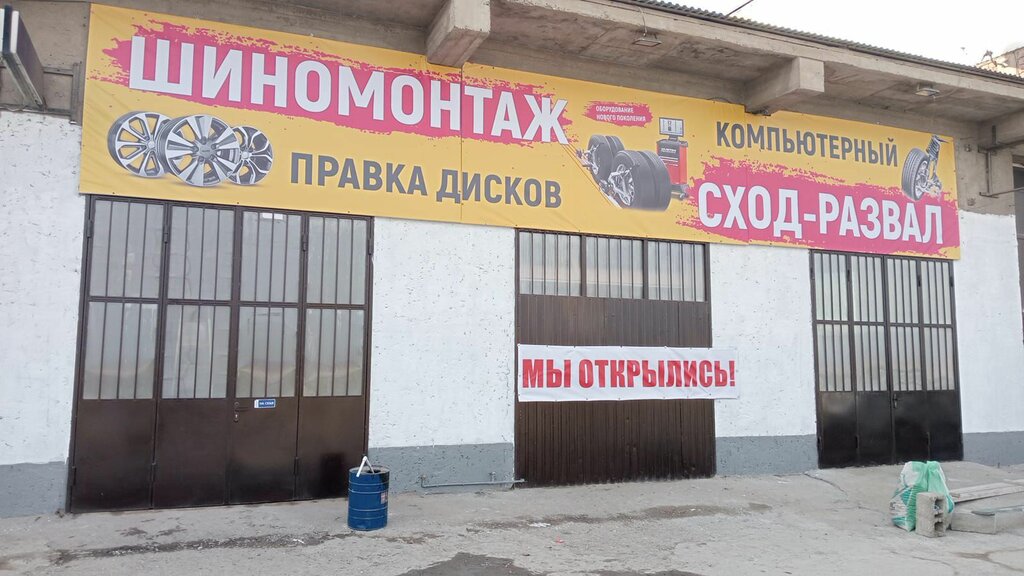 ШИНОМОНТАЖ
ПРАВКА ДИСКОВ
ОБОРУДОВАНИЕ
НОВОГО ПОКОЛЕНИЯ
КОМПЬЮТЕРНЫЙ
СХОД-РАЗВАЛ
МЫ ОТКРЫЛИСЬ!